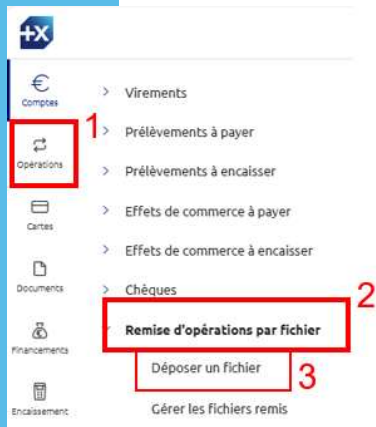 +X
Comptes
Virements
1
Prélèvements à payer
Opérations
Prélèvements à encaisser
Effets de commerce à payer
Cartes
Effets de commerce à encaisser
Documents
Chèques
2
Remise d'opérations par fichier
Financements
Déposer un fichier
3
Encaissement
Gérer les fichiers remis